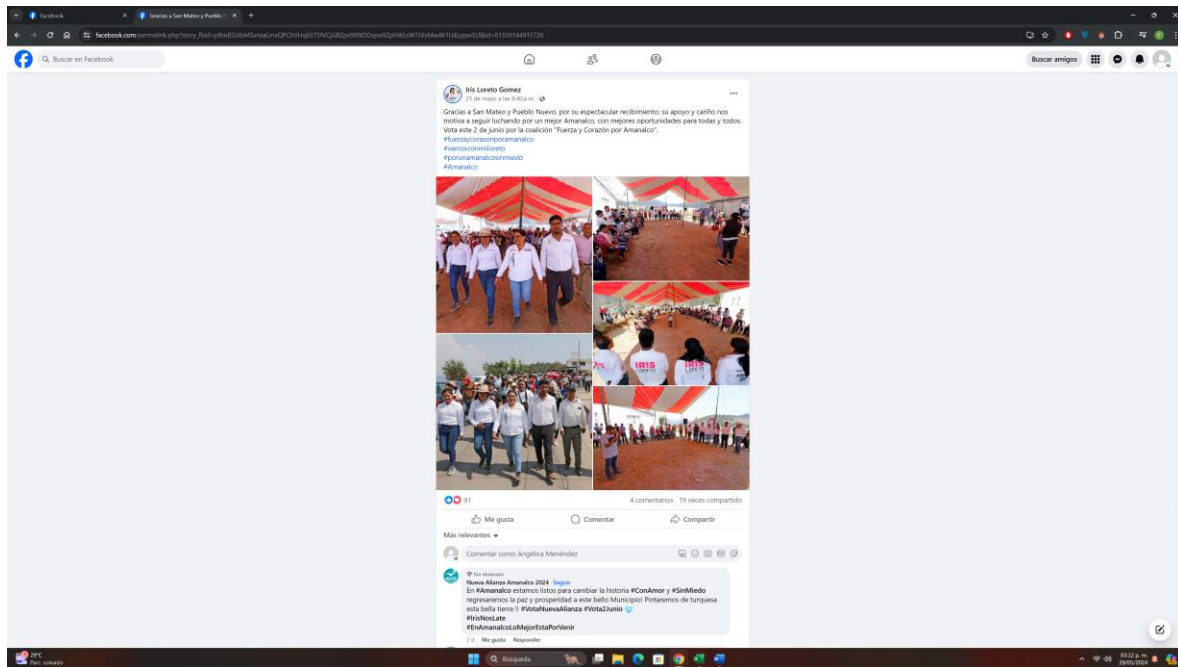 Facebook
Gracias a San Mateo y Pueblo N
Buscar en Facebook
Buscar amigos
Iris Loreto Gomez
25 de mayo a las 8:40 p.m.
Gracias a San Mateo y Pueblo Nuevo, por su espectacular recibimiento; su apoyo y cariño nos
motiva a seguir luchando por un mejor Amanalco, con mejores oportunidades para todas y todos.
Vota este 2 de junio por la coalición "Fuerza y Corazón por Amanalco".
#fuerzaycorazonporamanalco
#vamosconirisloreto
#porunamanalcosinmiedo
#Amanalco
IRIS
LORETO
IRIS
LORETO
91
4 comentarios 19 veces compartido
Me gusta Comentar Compartir
Más relevantes
Comentar como Angélica Menéndez
Fan destacado
Nueva Alianza Amanalco 2024 · Seguir
En #Amanalco estamos listos para cambiar la historia #ConAmor y #SinMiedo
regresaremos la paz y prosperidad a este bello Municipio! Pintaremos de turquesa
esta bella tierra !! #VotaNuevaAlianza #Vota2Junio
#IrisNosLate
#EnAmanalcoLoMejorEstaPorVenir
2 d Me gusta Responder
29°C
Parc. soleado
Búsqueda
03:12 p. m.
29/05/2024